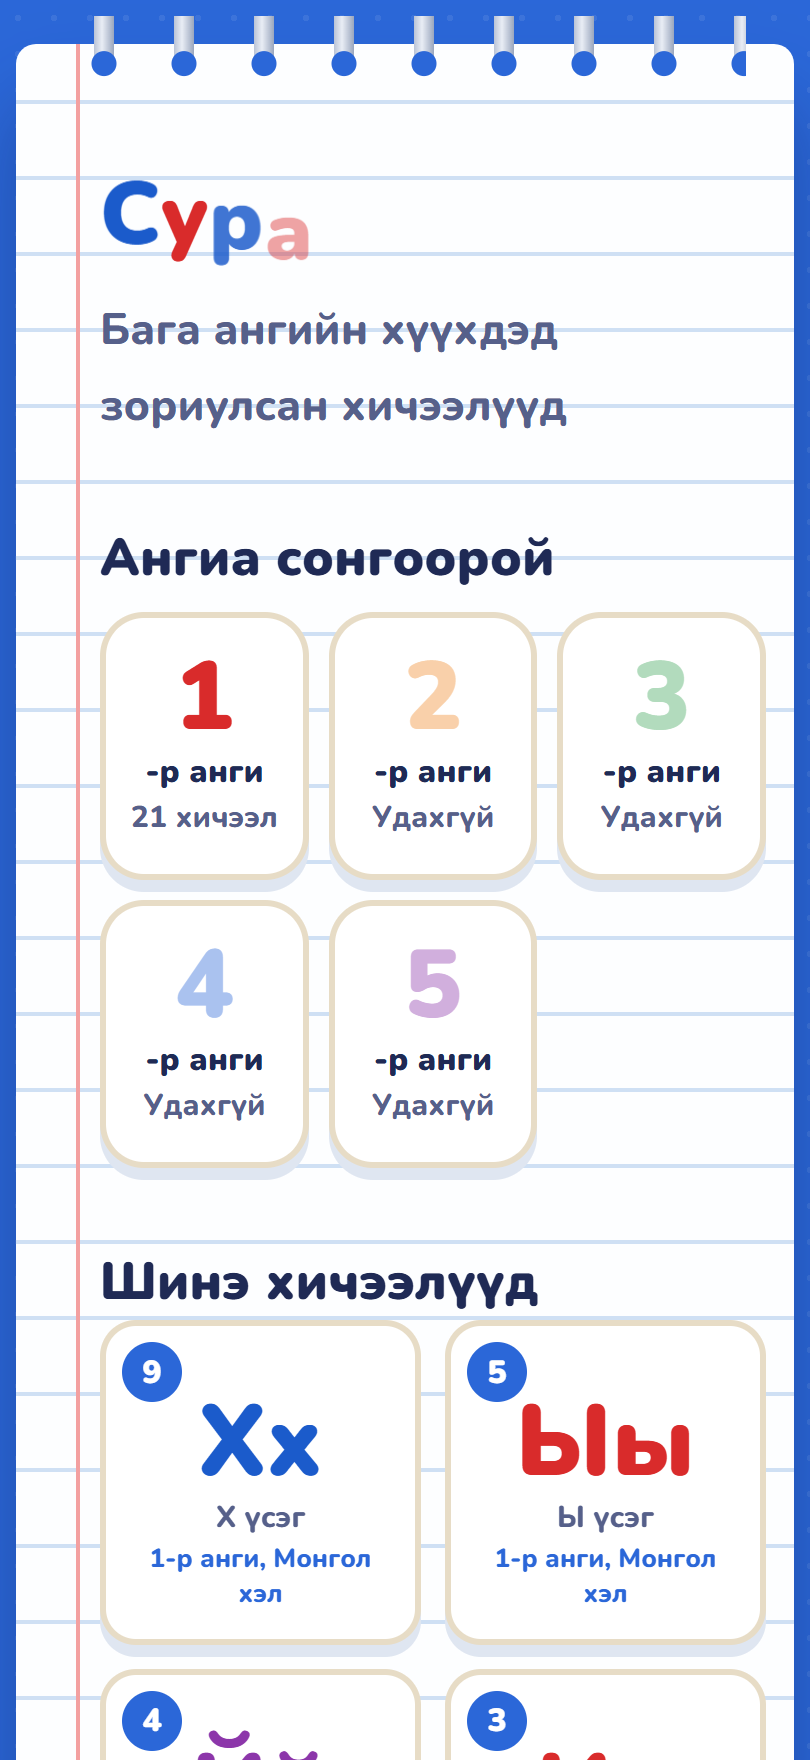 Сура
Бага ангийн хүүхдэд
зориулсан хичээлүүд
Ангиа сонгоорой
1
-р анги
21 хичээл
2
-р анги
Удахгүй
3
-р анги
Удахгүй
4
-р анги
Удахгүй
5
-р анги
Удахгүй
Шинэ хичээлүүд
9
Хх
Х үсэг
1-р анги, Монгол
хэл
5
Ыы
Ы үсэг
1-р анги, Монгол
хэл
4
3